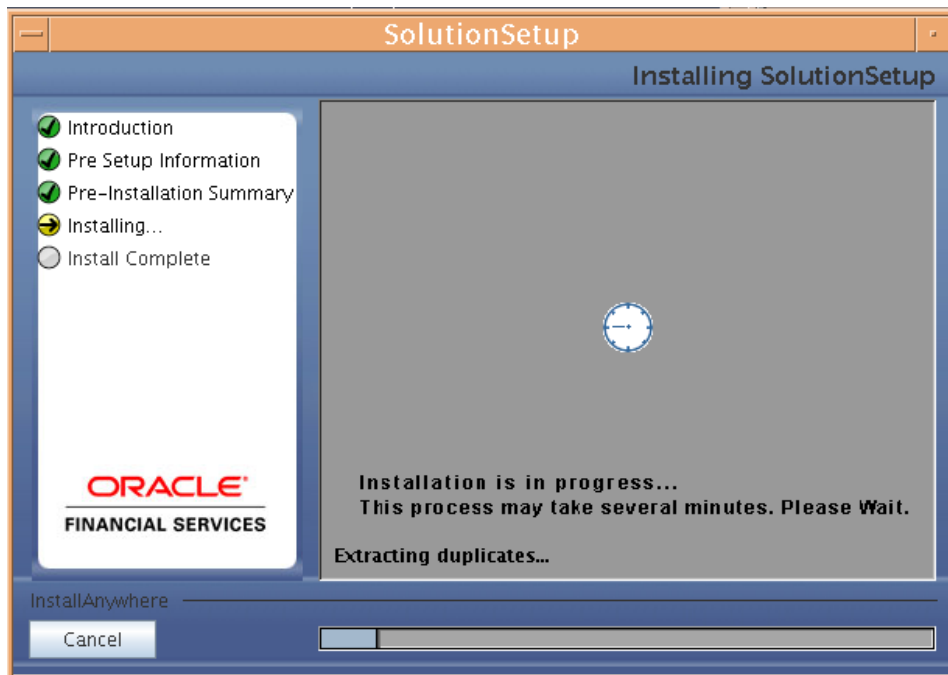 SolutionSetup
Installing SolutionSetup
Introduction
Pre Setup Information
Pre-Installation Summary
Installing...
Install Complete
ORACLE
FINANCIAL SERVICES
Installation is in progress...
This process may take several minutes. Please Wait.
Extracting duplicates...
InstallAnywhere
Cancel